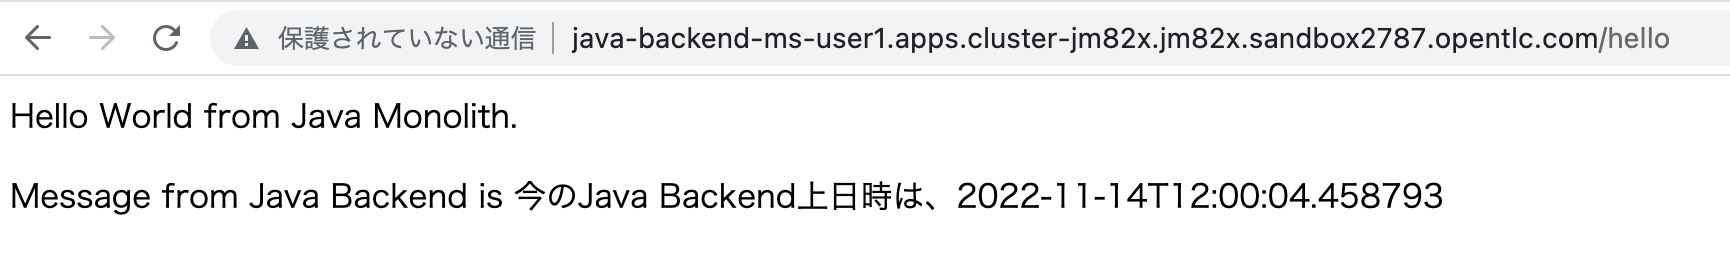 保護されていない通信 java-backend-ms-user1.apps.cluster-jm82x.jm82x.sandbox2787.opentlc.com/hello
Hello World from Java Monolith.
Message from Java Backend is 今のJava Backend上日時は、2022-11-14T12:00:04.458793